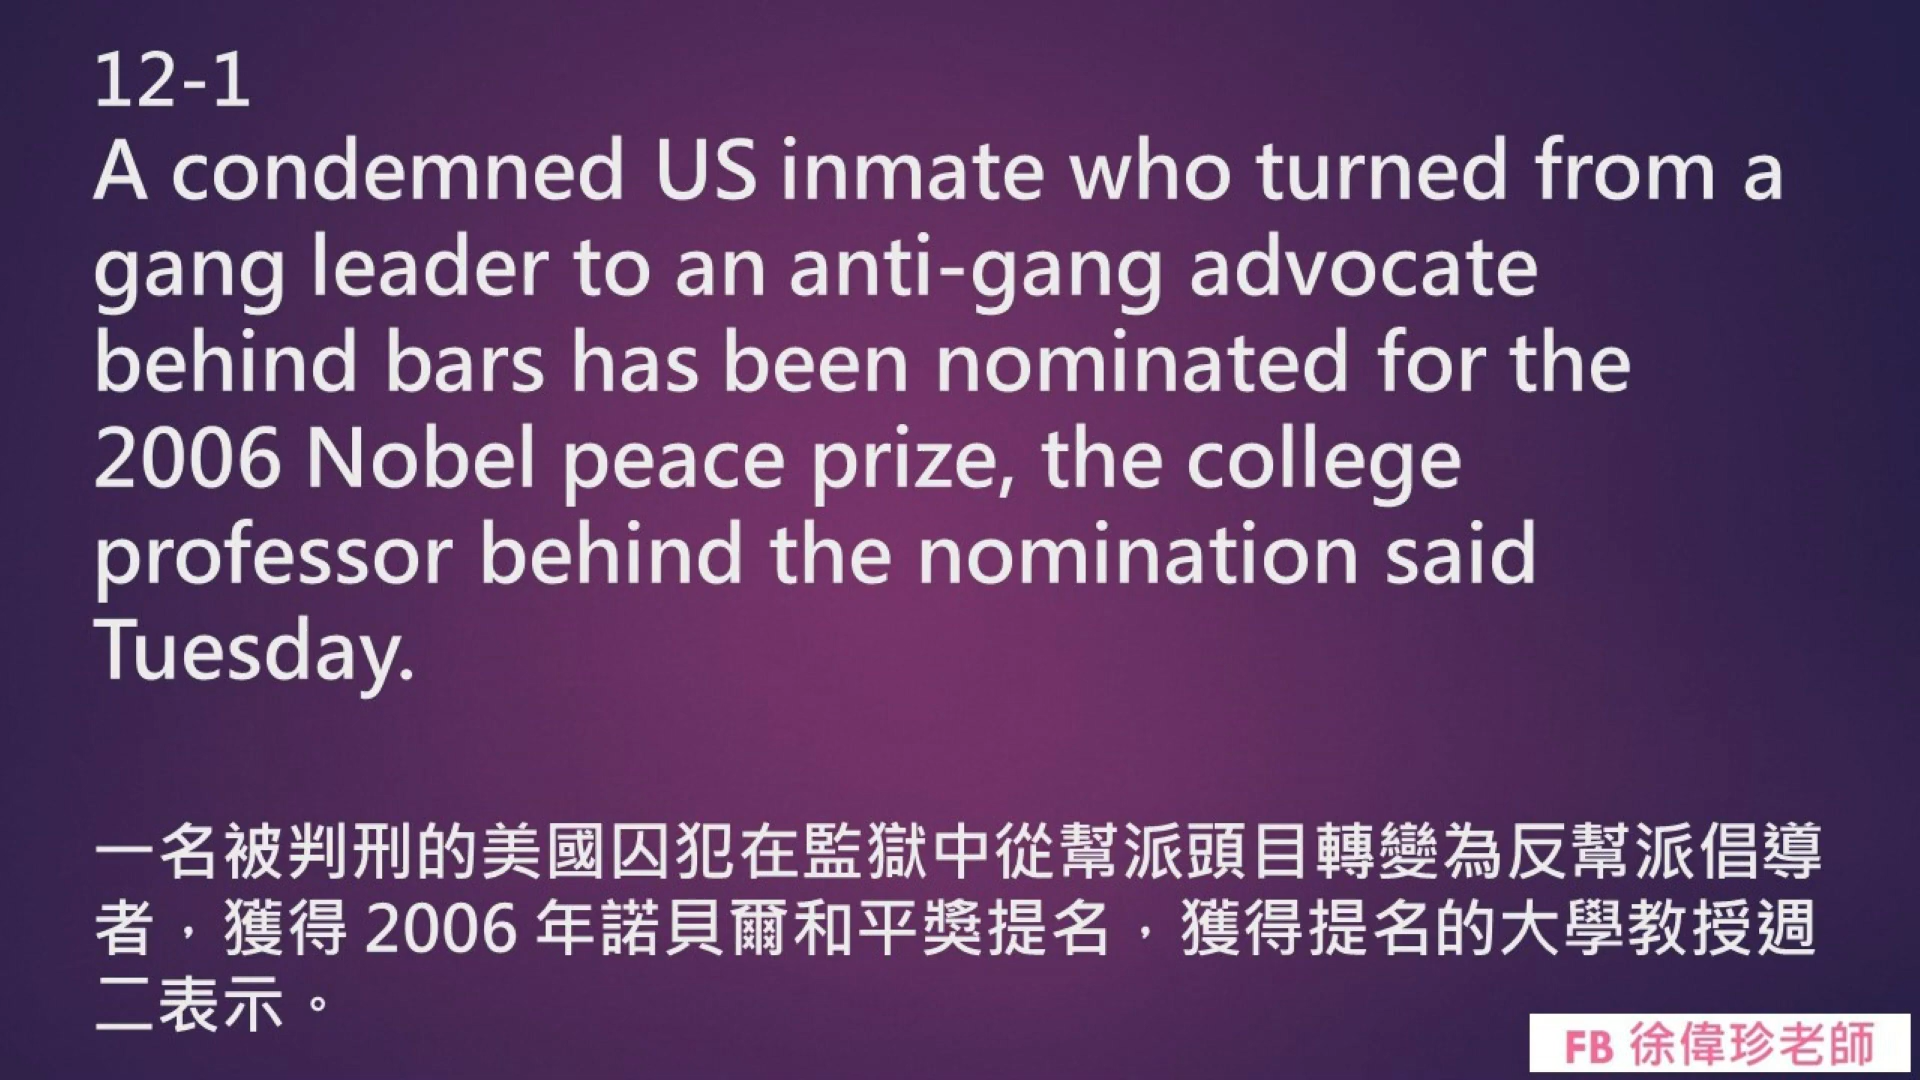 12-1
A condemned US inmate who turned from a
gang leader to an anti-gang advocate
behind bars has been nominated for the
2006 Nobel peace prize, the college
professor behind the nomination said
Tuesday.
一名被判刑的美國囚犯在監獄中從幫派頭目轉變為反幫派倡導
者，獲得 2006 年諾貝爾和平獎提名，獲得提名的大學教授週
二表示。
FB 徐偉珍老師